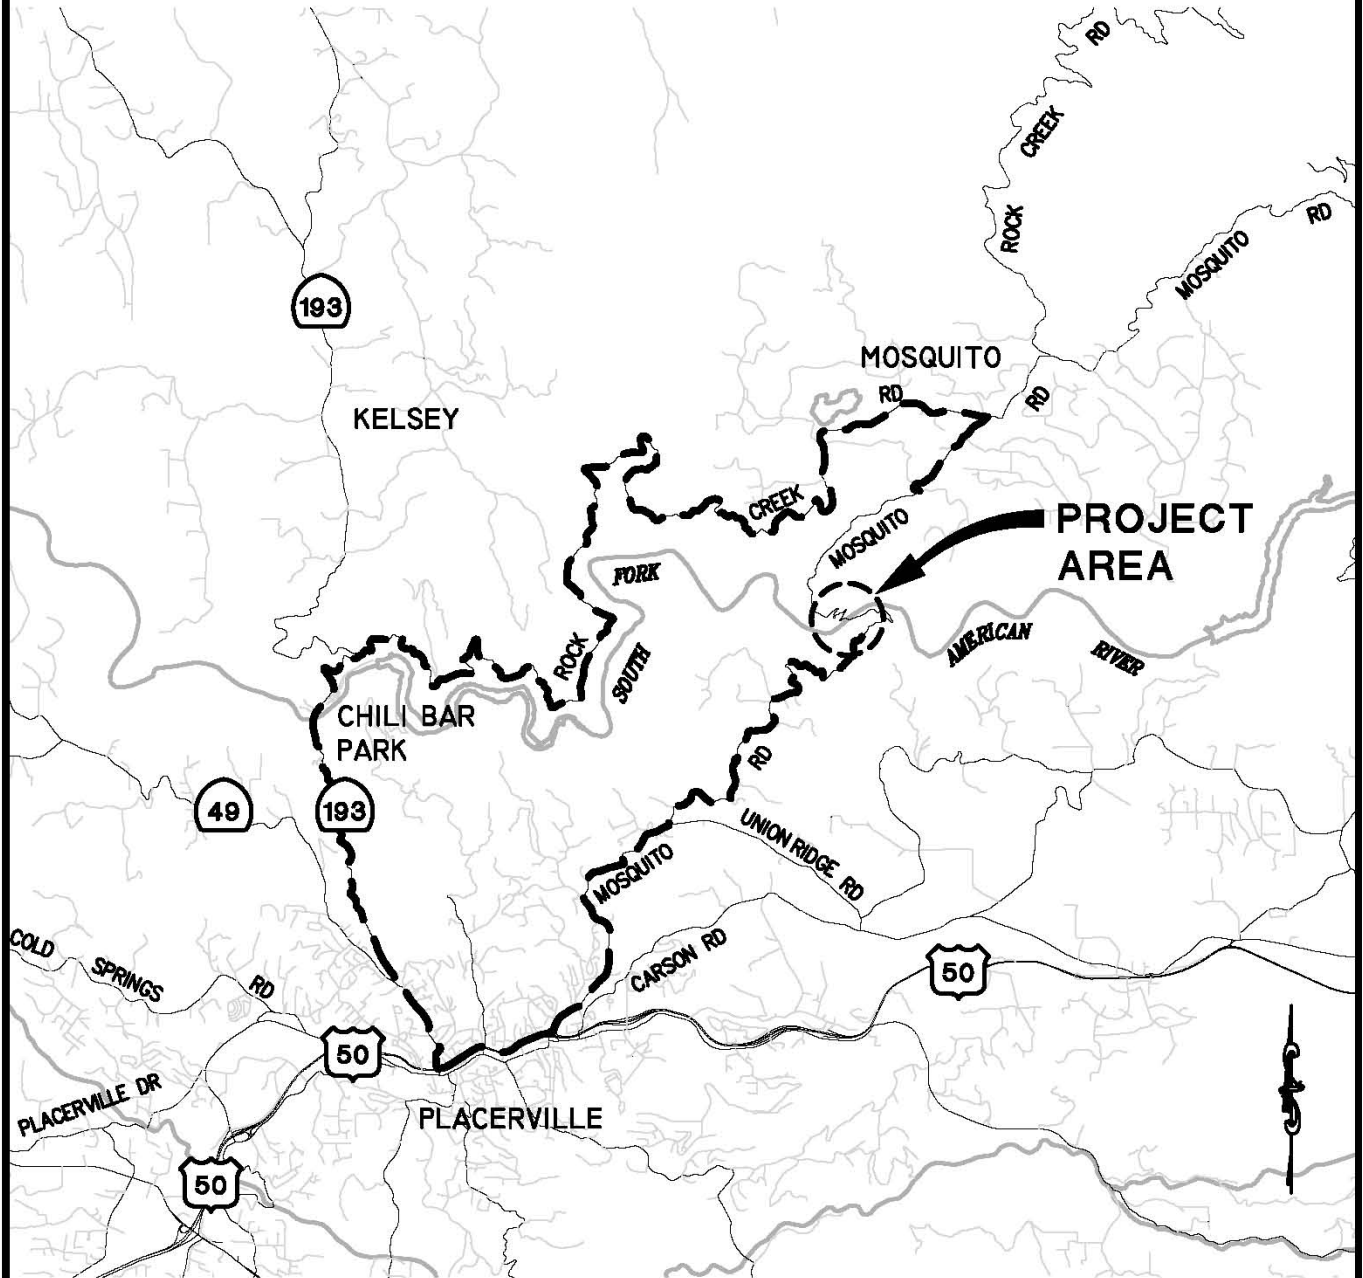 RD
CREEK
ROCK
RD
MOSQUITO
193
MOSQUITO
RD
RD
KELSEY
CREEK
MOSQUITO
PROJECT
AREA
FORK
AMERICAN
RIVER
ROCK
SOUTH
CHILI BAR
PARK
RD
49
193
UNION RIDGE RD
MOSQUITO
CARSON RD
50
COLD SPRINGS RD
50
PLACERVILLE DR
PLACERVILLE
50